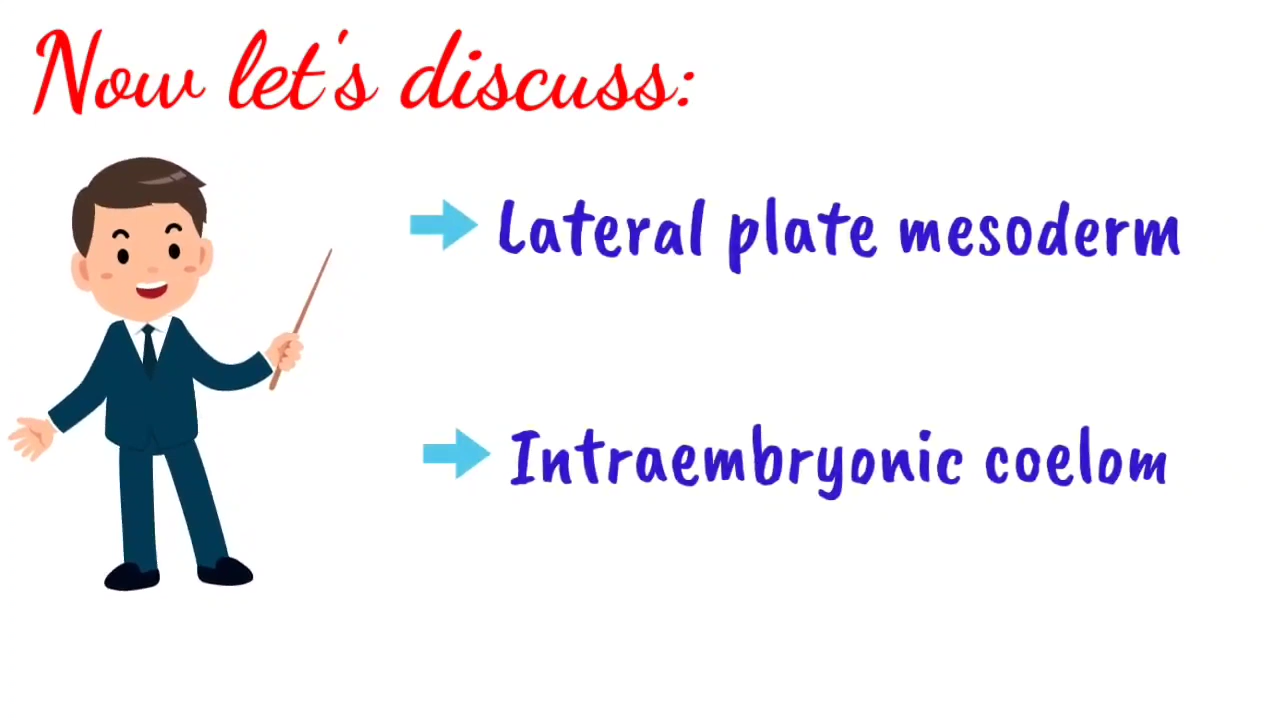 Now let's discuss:
Lateral plate mesoderm
Intraembryonic coelom